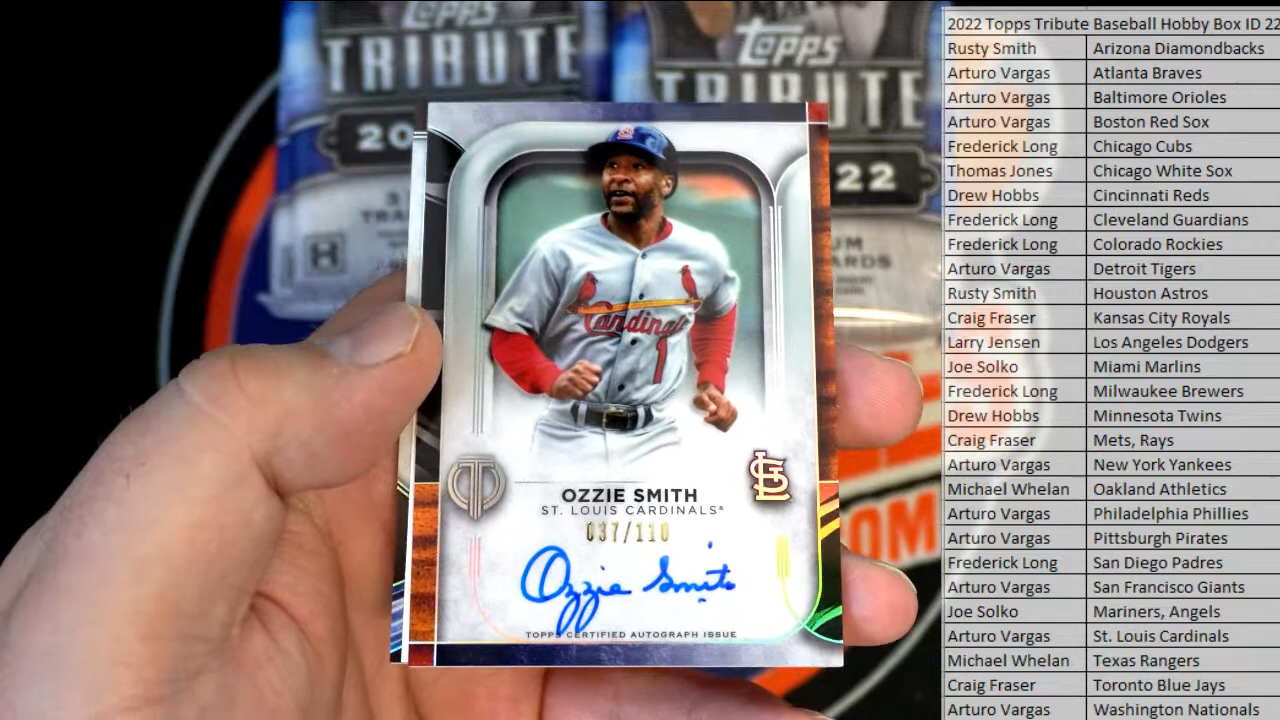 TOPPS
TRIBUTE
20
TOPPS
TRIBUTE
22
H
Cardinals
1
OZZIE SMITH
ST. LOUIS CARDINALS®
037/110
Ozzie Smith
TOPPS CERTIFIED AUTOGRAPH ISSUE
OM
2022 Topps Tribute Baseball Hobby Box ID 22
Rusty Smith Arizona Diamondbacks
Arturo Vargas Atlanta Braves
Arturo Vargas Baltimore Orioles
Arturo Vargas Boston Red Sox
Frederick Long Chicago Cubs
Thomas Jones Chicago White Sox
Drew Hobbs Cincinnati Reds
Frederick Long Cleveland Guardians
Frederick Long Colorado Rockies
Arturo Vargas Detroit Tigers
Rusty Smith Houston Astros
Craig Fraser Kansas City Royals
Larry Jensen Los Angeles Dodgers
Joe Solko Miami Marlins
Frederick Long Milwaukee Brewers
Drew Hobbs Minnesota Twins
Craig Fraser Mets, Rays
Arturo Vargas New York Yankees
Michael Whelan Oakland Athletics
Arturo Vargas Philadelphia Phillies
Arturo Vargas Pittsburgh Pirates
Frederick Long San Diego Padres
Arturo Vargas San Francisco Giants
Joe Solko Mariners, Angels
Arturo Vargas St. Louis Cardinals
Michael Whelan Texas Rangers
Craig Fraser Toronto Blue Jays
Arturo Vargas Washington Nationals